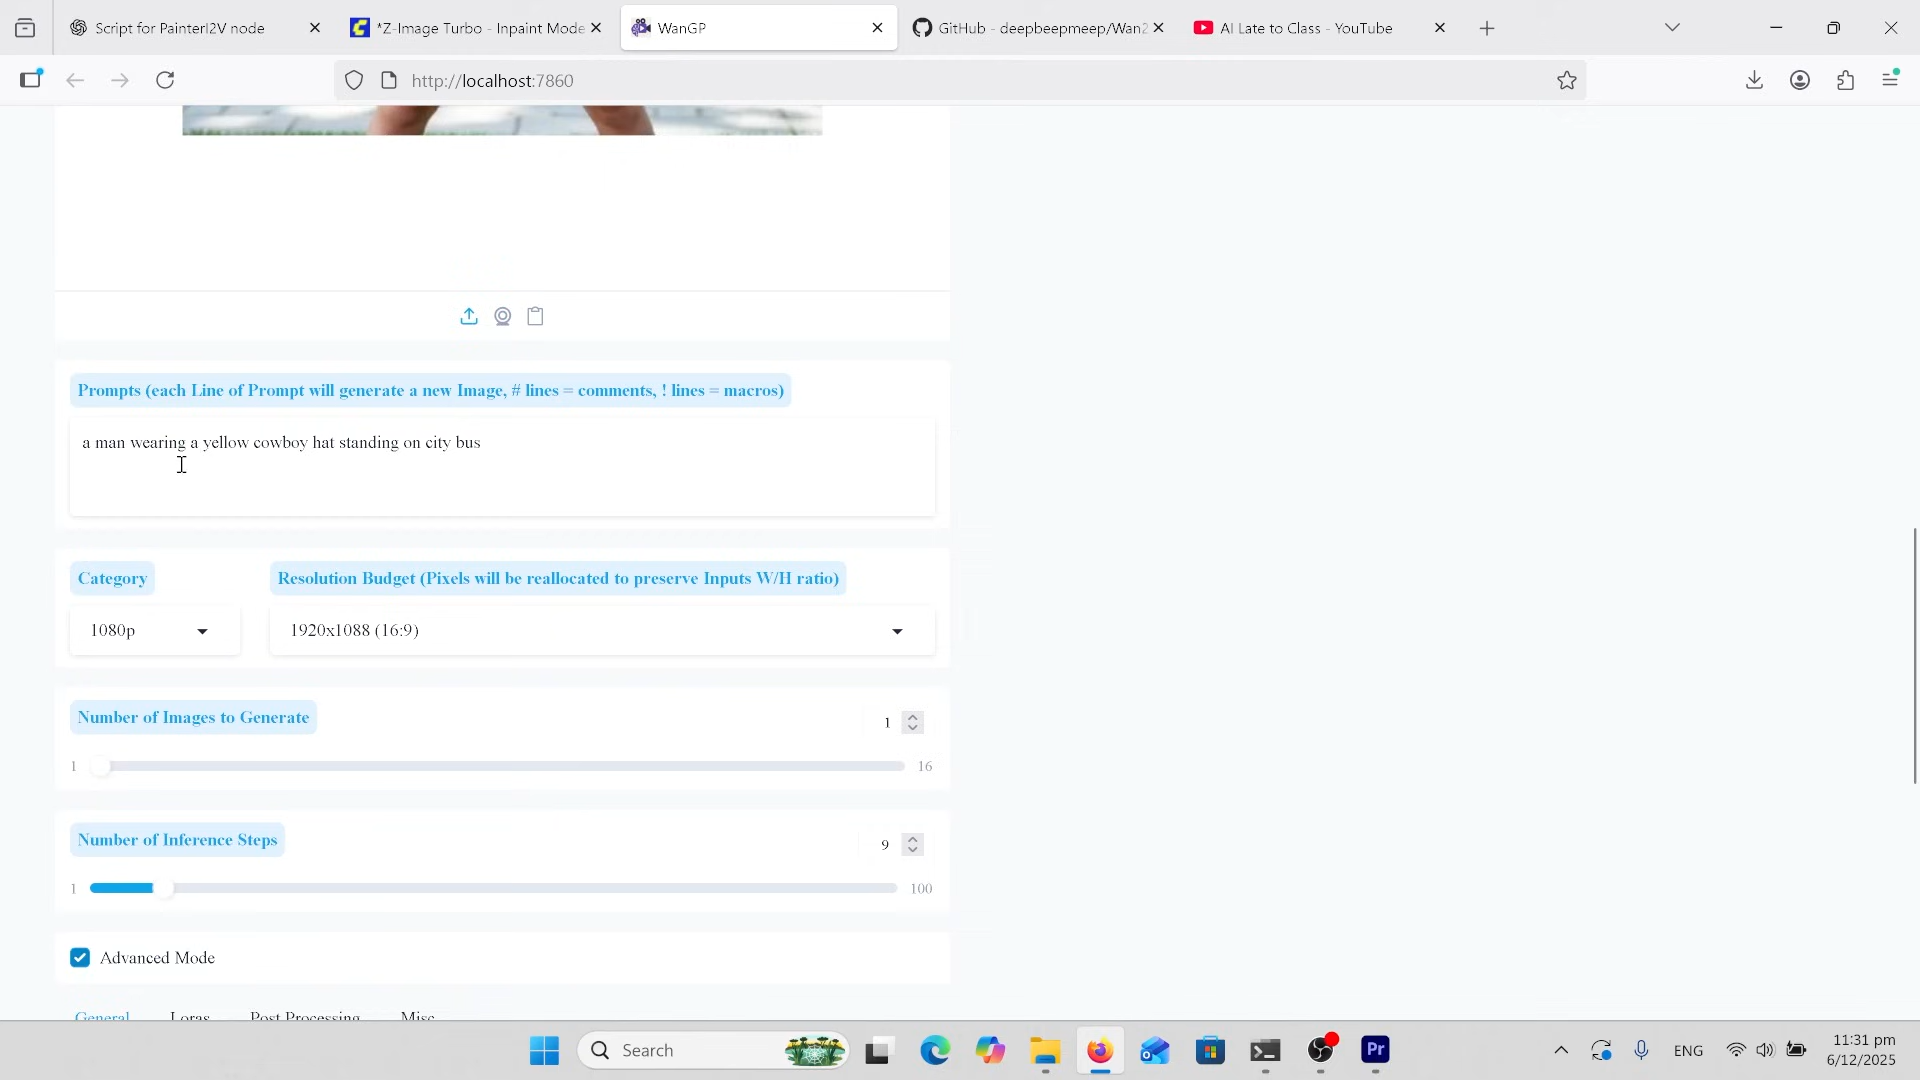 Script for PainterI2V node
*Z-Image Turbo - Inpaint Mode
WanGP
GitHub - deepbeepmeep/Wan2
AI Late to Class - YouTube
http://localhost:7860
Prompts (each Line of Prompt will generate a new Image, # lines = comments, ! lines = macros)
a man wearing a yellow cowboy hat standing on city bus
Category
Resolution Budget (Pixels will be reallocated to preserve Inputs W/H ratio)
1080p
1920x1088 (16:9)
Number of Images to Generate
1
1
16
Number of Inference Steps
9
1
100
Advanced Mode
General
Loras
Post Processing
Misc
Search
Pr
ENG
11:31 pm
6/12/2025